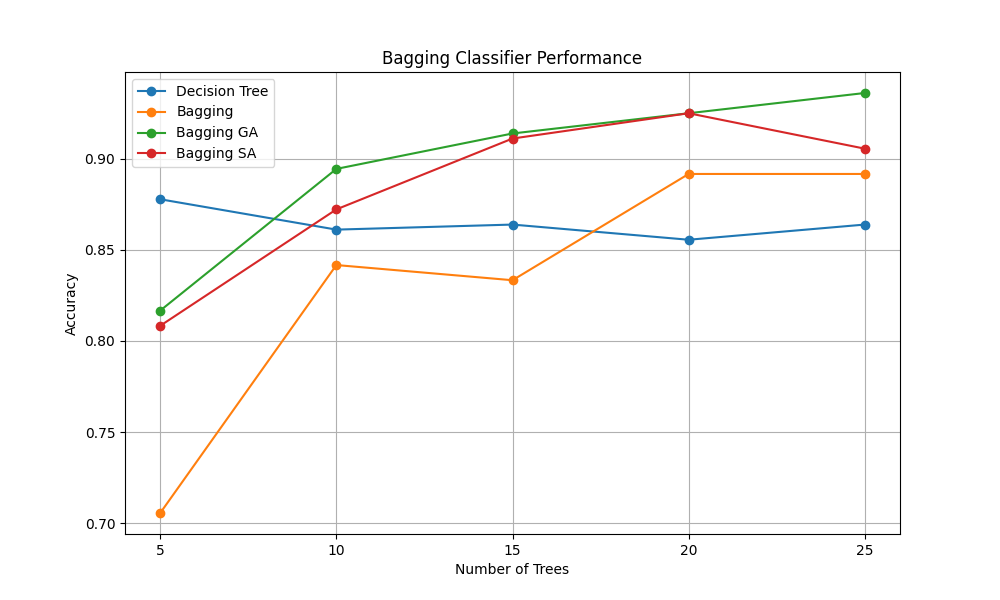 Bagging Classifier Performance
Decision Tree
Bagging
Bagging GA
Bagging SA
Accuracy
0.90
0.85
0.80
0.75
0.70
5 10 15 20 25
Number of Trees